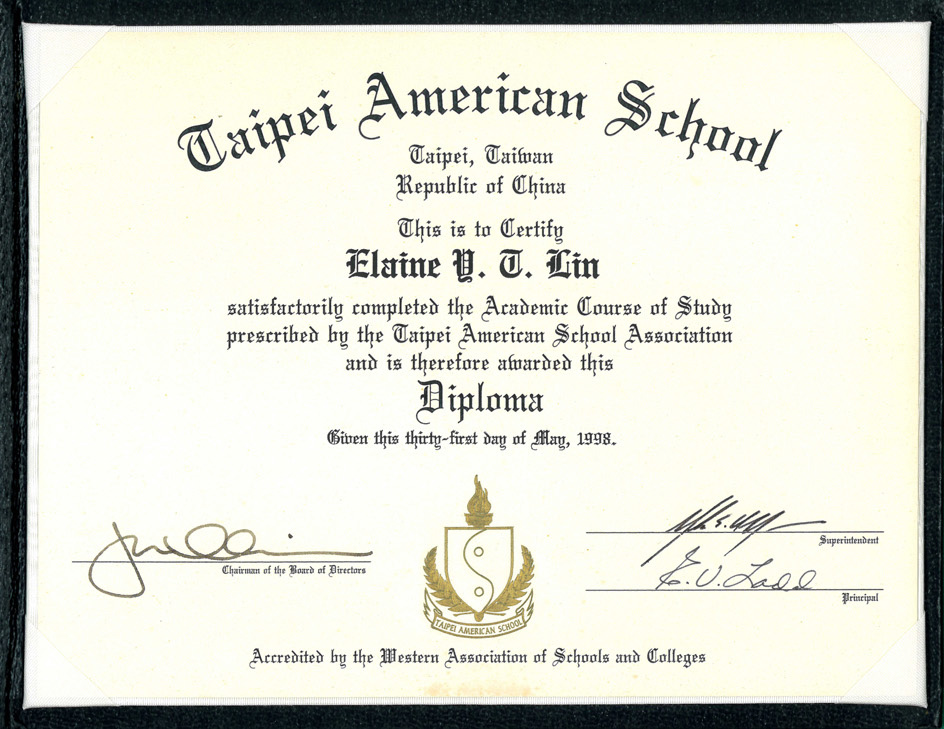 Taipei American School
Taipei, Taiwan
Republic of China
This is to Certify
Elaine Y. T. Lin
satisfactorily completed the Academic Course of Study
prescribed by the Taipei American School Association
and is therefore awarded this
Diploma
Given this thirty-first day of May, 1998.
Chairman of the Board of Directors
Superintendent
E. V. Ladd
Principal
TAIPEI AMERICAN SCHOOL
Accredited by the Western Association of Schools and Colleges